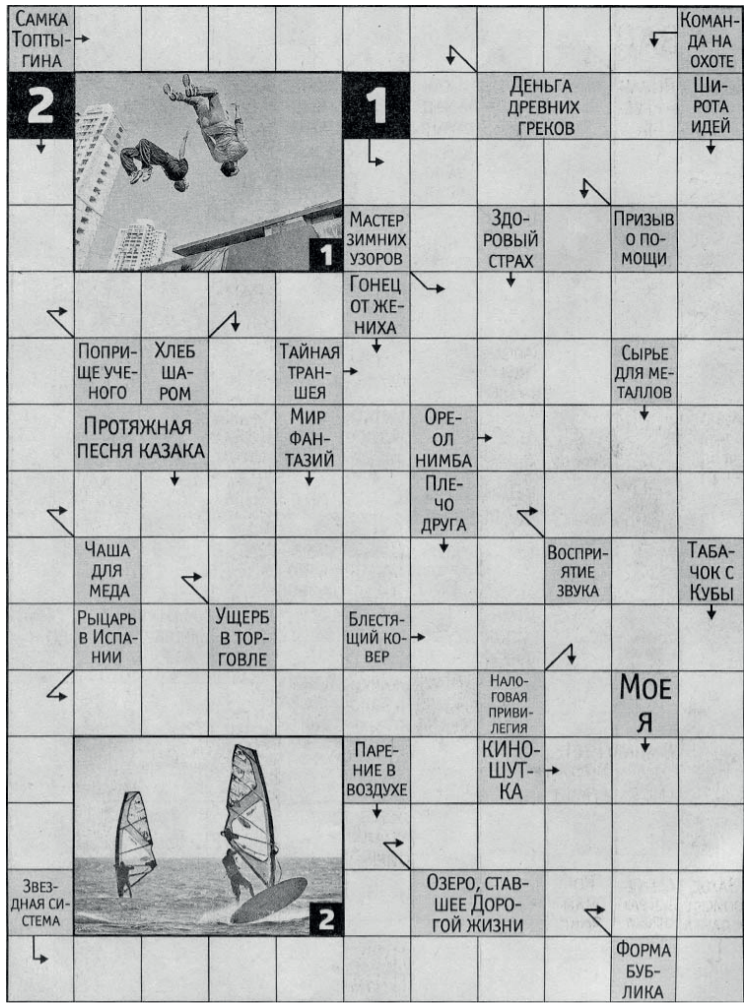 Самка
Топты-
гина
Коман-
да на
охоте
2
1
Деньга
древних
греков
Ши-
рота
идей
1
Мастер
зимних
узоров
Здо-
ровый
страх
Призыв
о по-
мощи
Гонец
от же-
ниха
Попри-
ще уче-
ного
Хлеб
ша-
ром
Тайная
тран-
шея
Сырье
для ме-
таллов
Протяжная
песня казака
Мир
фан-
тазий
Оре-
ол
нимба
Пле-
чо
друга
Чаша
для
меда
Воспри-
ятие
звука
Таба-
чок с
Кубы
Рыцарь
в Испа-
нии
Ущерб
в тор-
говле
Блестя-
щий ко-
вер
Нало-
говая
приви-
легия
Мое
я
Паре-
ние в
воздухе
Кино-
шут-
ка
Звез-
дная си-
стема
2
Озеро, став-
шее Доро-
гой жизни
Форма
буб-
лика